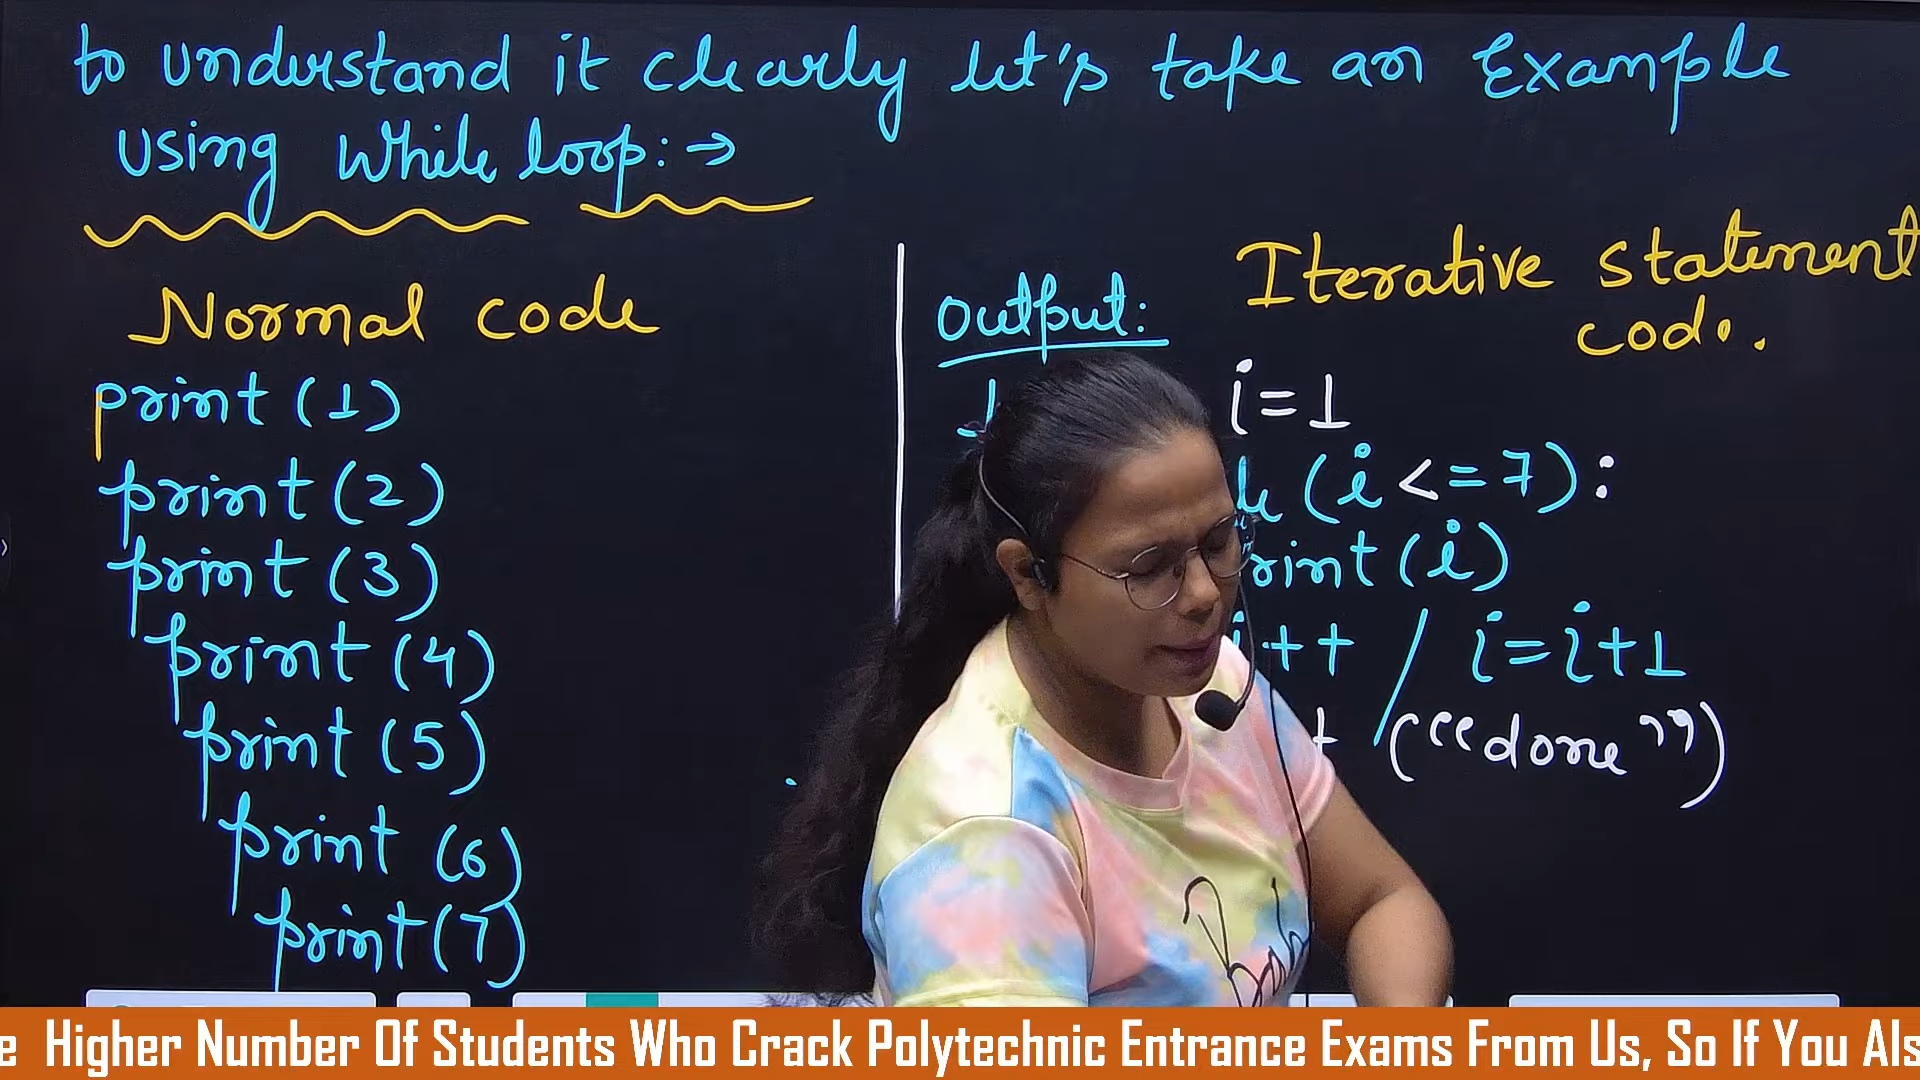 to understand it clearly let's take an Example
using While loop:→
Normal code
print (1)
print (2)
print (3)
print (4)
print (5)
print (6)
print (7)
Output:
1
Iterative statement
code.
i=1
(i <= 7):
print (i)
i++ / i=i+1
(“done”)
Higher Number Of Students Who Crack Polytechnic Entrance Exams From Us, So If You Als